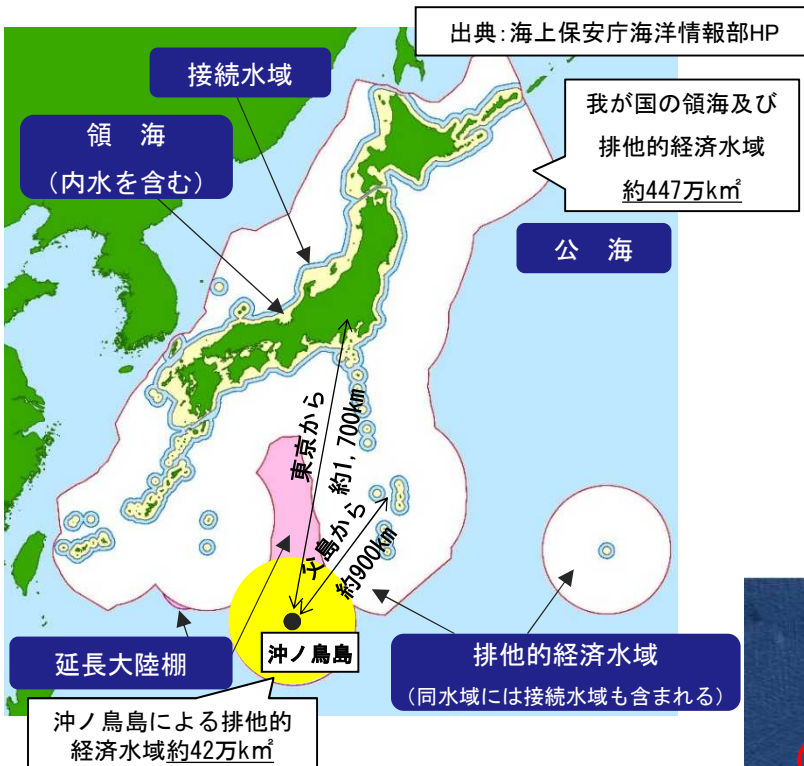 出典：海上保安庁海洋情報部HP
接続水域
我が国の領海及び
排他的経済水域
約447万k㎡
領　海
（内水を含む）
公　海
東京から
約1,700km
父島から
約900km
沖ノ鳥島
延長大陸棚
排他的経済水域
（同水域には接続水域も含まれる）
沖ノ鳥島による排他的
経済水域約42万k㎡